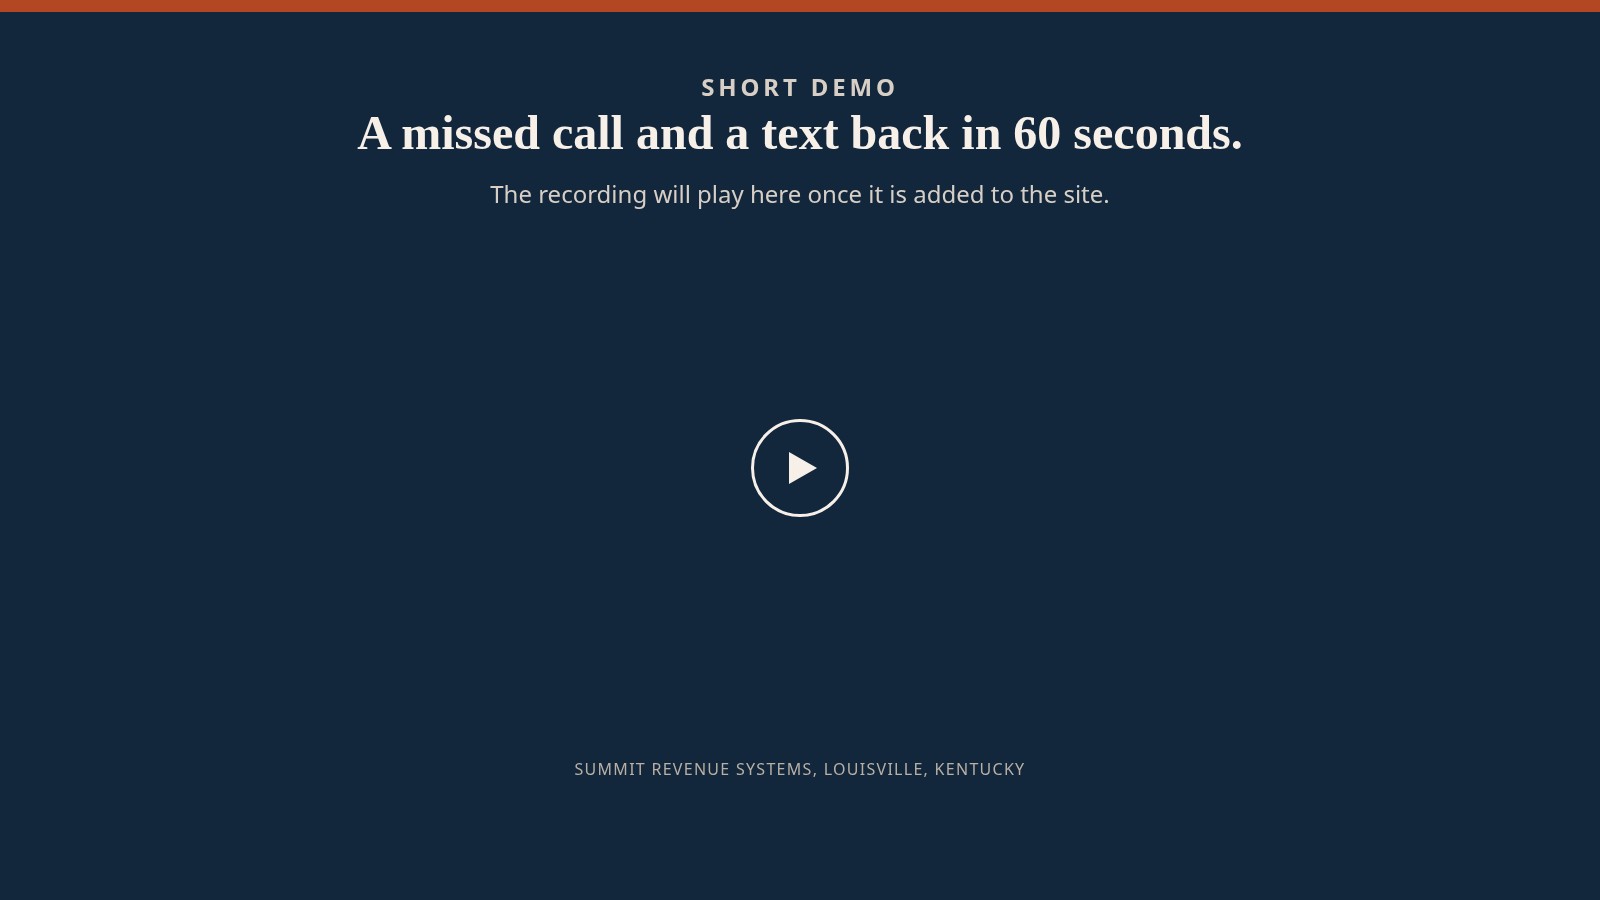 SHORT DEMO
A missed call and a text back in 60 seconds.
The recording will play here once it is added to the site.
SUMMIT REVENUE SYSTEMS, LOUISVILLE, KENTUCKY